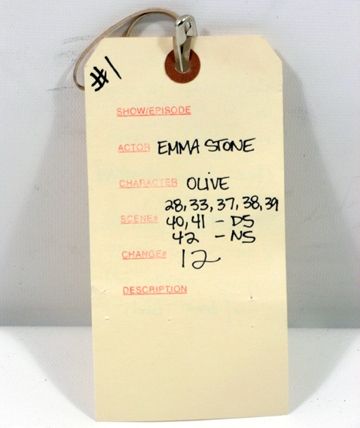 #1
SHOW/EPISODE
ACTOR EMMA STONE
CHARACTER OLIVE
28, 33, 37, 38, 39
SCENE# 40, 41 - DS
42 - NS
CHANGE# 12
DESCRIPTION